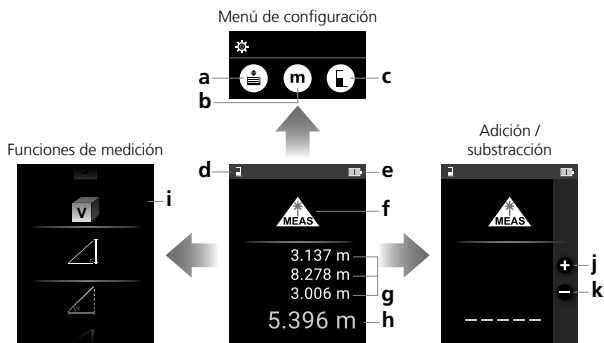 Menú de configuración
a
b
m
c
Adición /
substracción
Funciones de medición
d
e
i
V
f
MEAS
MEAS
3.137 m
8.278 m
3.006 m
g
5.396 m
h
+
j
−
k
_ _ _ _ _